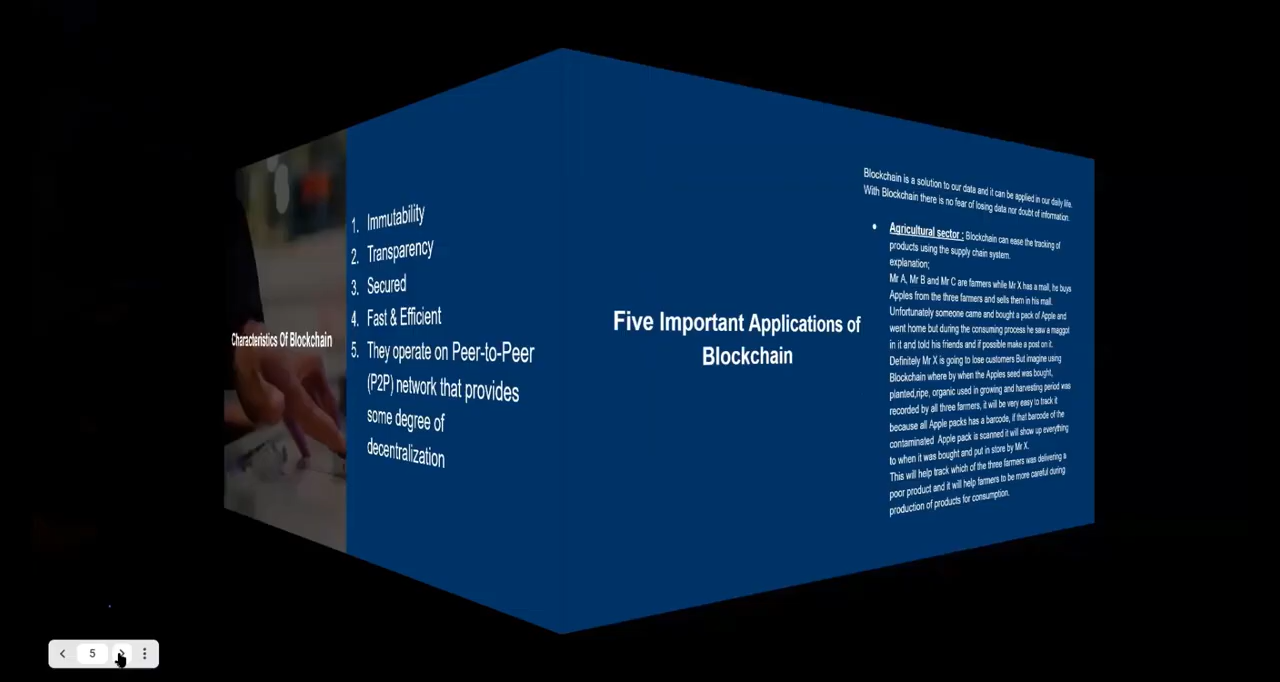 Characteristics Of Blockchain
1. Immutability
2. Transparency
3. Secured
4. Fast & Efficient
5. They operate on Peer-to-Peer
(P2P) network that provides
some degree of
decentralization
Five Important Applications of
Blockchain
Blockchain is a solution to our data and it can be applied in our daily life.
With Blockchain there is no fear of losing data nor doubt of information.
• Agricultural sector : Blockchain can ease the tracking of
products using the supply chain system.
explanation;
Mr A, Mr B and Mr C are farmers while Mr X has a mall, he buys
Apples from the three farmers and sells them in his mall.
Unfortunately someone came and bought a pack of Apple and
went home but during the consuming process he saw a maggot
in it and told his friends and if possible make a post on it.
Definitely Mr X is going to lose customers But imagine using
Blockchain where by when the Apples seed was bought,
planted,ripe, organic used in growing and harvesting period was
recorded by all three farmers, it will be very easy to track it
because all Apple packs has a barcode, if that barcode of the
contaminated Apple pack is scanned it will show up everything
to when it was bought and put in store by Mr X.
This will help track which of the three farmers was delivering a
poor product and it will help farmers to be more careful during
production of products for consumption.
5